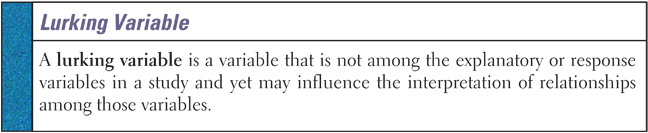 Lurking Variable
A lurking variable is a variable that is not among the explanatory or response
variables in a study and yet may influence the interpretation of relationships
among those variables.